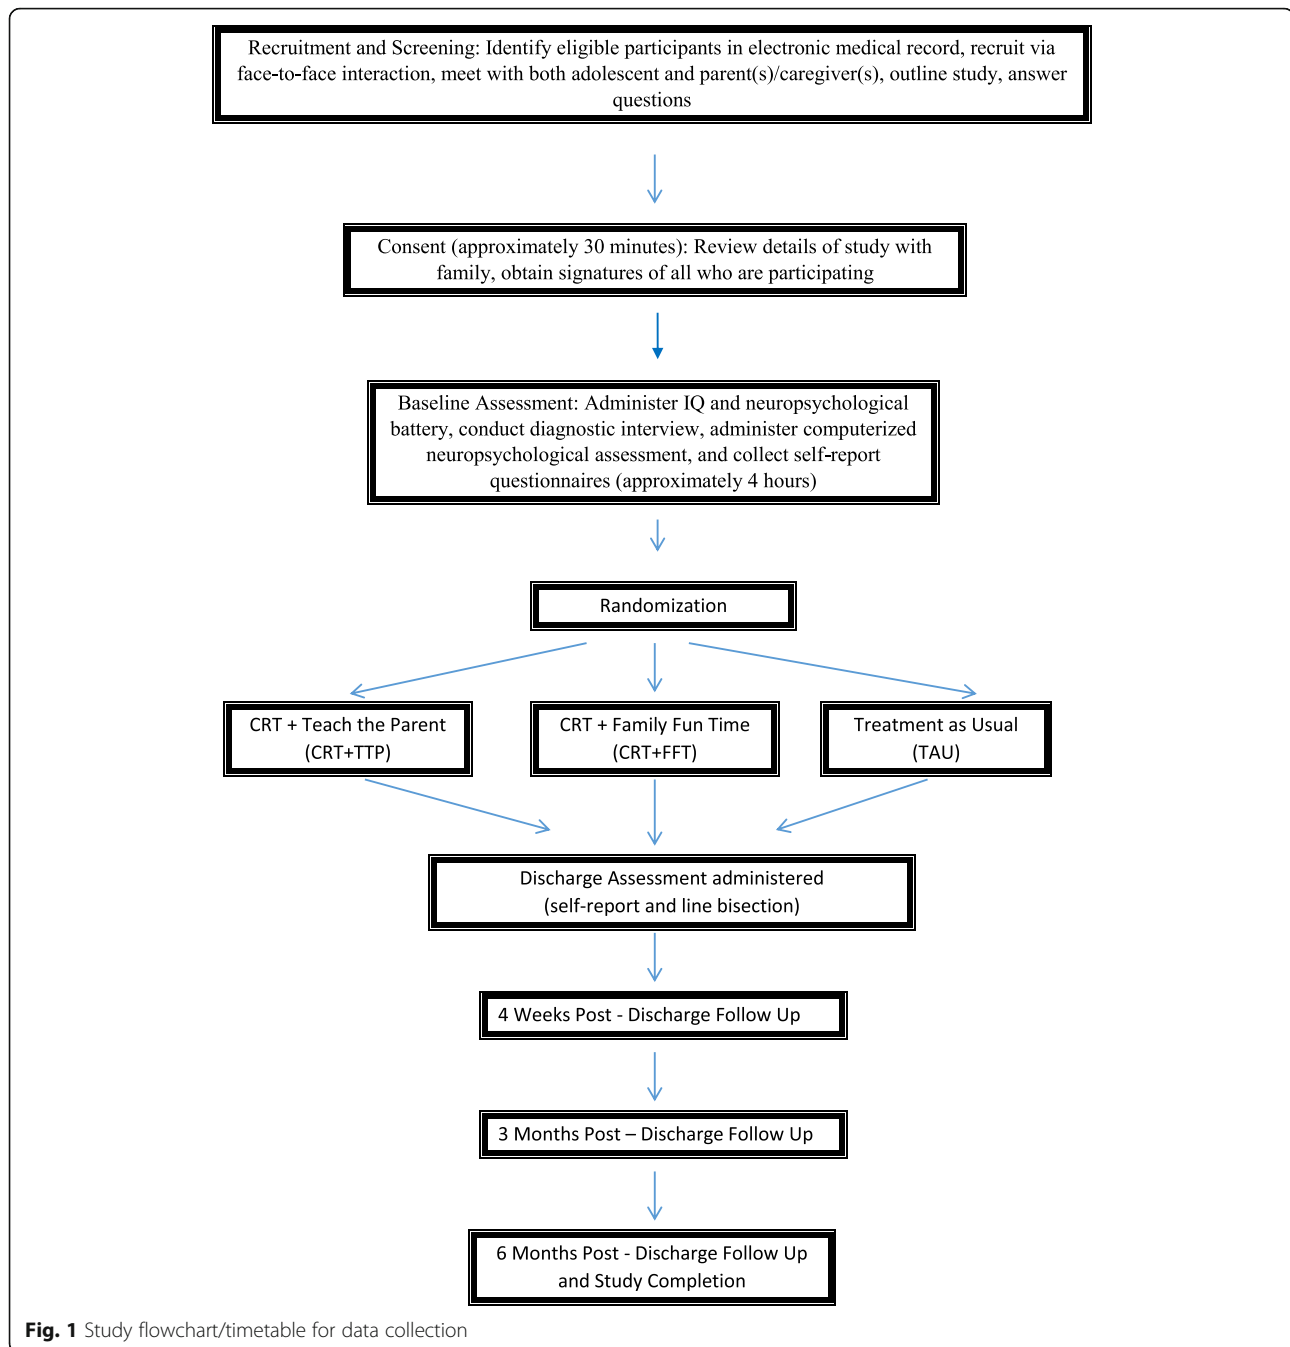 Recruitment and Screening: Identify eligible participants in electronic medical record, recruit via
face-to-face interaction, meet with both adolescent and parent(s)/caregiver(s), outline study, answer
questions
Consent (approximately 30 minutes): Review details of study with
family, obtain signatures of all who are participating
Baseline Assessment: Administer IQ and neuropsychological
battery, conduct diagnostic interview, administer computerized
neuropsychological assessment, and collect self-report
questionnaires (approximately 4 hours)
Randomization
CRT + Teach the Parent
(CRT+TTP)
CRT + Family Fun Time
(CRT+FFT)
Treatment as Usual
(TAU)
Discharge Assessment administered
(self-report and line bisection)
4 Weeks Post - Discharge Follow Up
3 Months Post – Discharge Follow Up
6 Months Post - Discharge Follow Up
and Study Completion
Fig. 1 Study flowchart/timetable for data collection